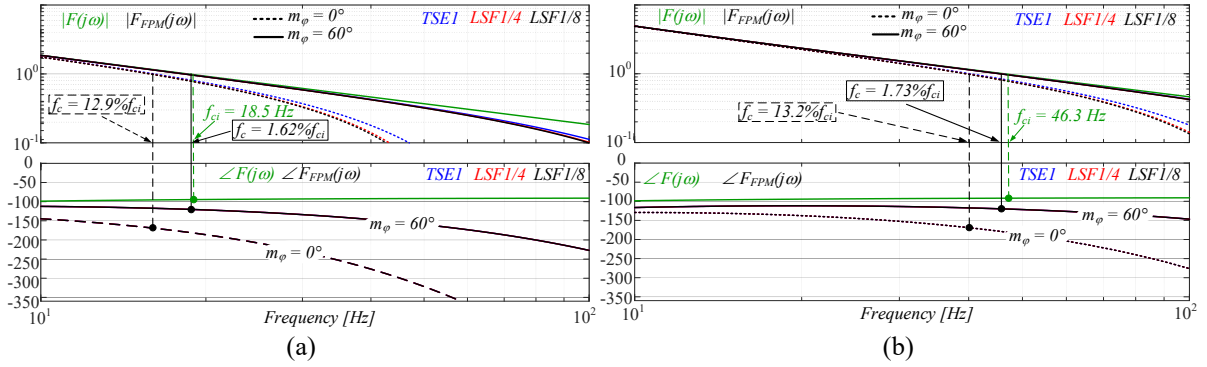 |F(jω)| |F_FPM(jω)| m_φ = 0° TSE1 LSF1/4 LSF1/8
m_φ = 60°
10^0
f_c = 12.9%f_ci
f_ci = 18.5 Hz
f_c = 1.62%f_ci
10^-1
0
∠F(jω) ∠F_FPM(jω) TSE1 LSF1/4 LSF1/8
-50
-100
-150
m_φ = 60°
-200
m_φ = 0°
-250
-300
-350
10^1 Frequency [Hz] 10^2
(a)
|F(jω)| |F_FPM(jω)| m_φ = 0° TSE1 LSF1/4 LSF1/8
m_φ = 60°
10^0
f_c = 1.73%f_ci
f_c = 13.2%f_ci
f_ci = 46.3 Hz
10^-1
0
∠F(jω) ∠F_FPM(jω) TSE1 LSF1/4 LSF1/8
-50
-100
-150
m_φ = 60°
m_φ = 0°
-200
-250
-300
-350
10^1 Frequency [Hz] 10^2
(b)